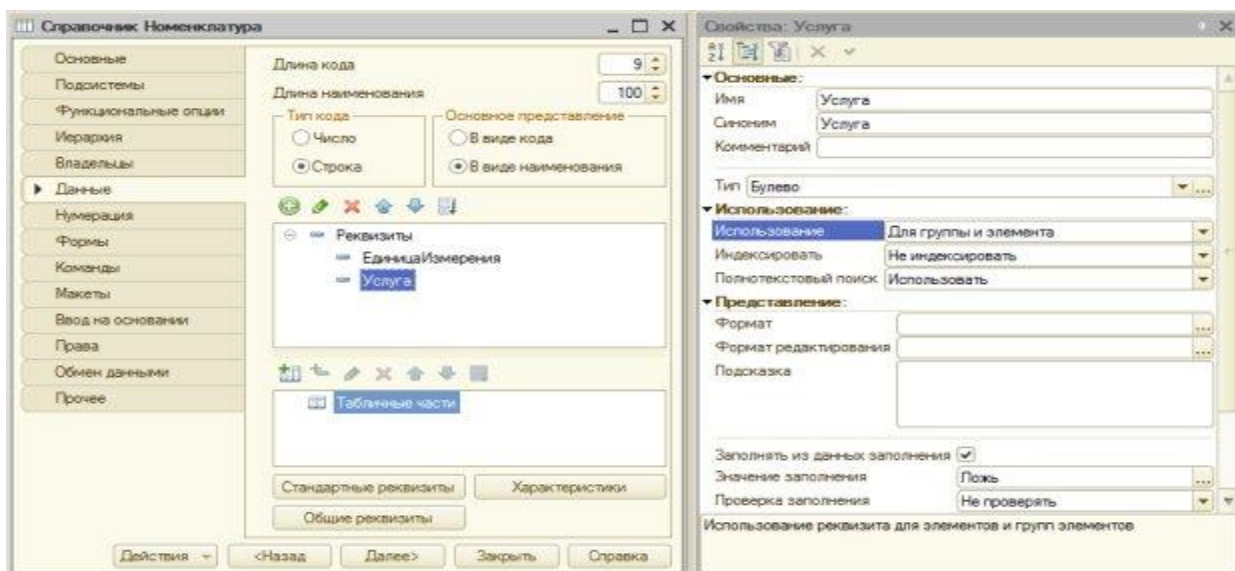 Справочник Номенклатура
Основные
Подсистемы
Функциональные опции
Иерархия
Владельцы
Данные
Нумерация
Формы
Команды
Макеты
Ввод на основании
Права
Обмен данными
Прочее
Длина кода 9
Длина наименования 100
Тип кода
Число
Строка
Основное представление
В виде кода
В виде наименования
Реквизиты
ЕдиницаИзмерения
Услуга
Табличные части
Стандартные реквизиты Характеристики
Общие реквизиты
Действия <Назад Далее> Закрыть Справка
Свойства: Услуга
Основные:
Имя Услуга
Синоним Услуга
Комментарий
Тип Булево
Использование:
Использование Для группы и элемента
Индексировать Не индексировать
Полнотекстовый поиск Использовать
Представление:
Формат
Формат редактирования
Подсказка
Заполнять из данных заполнения
Значение заполнения Ложь
Проверка заполнения Не проверять
Использование реквизита для элементов и групп элементов